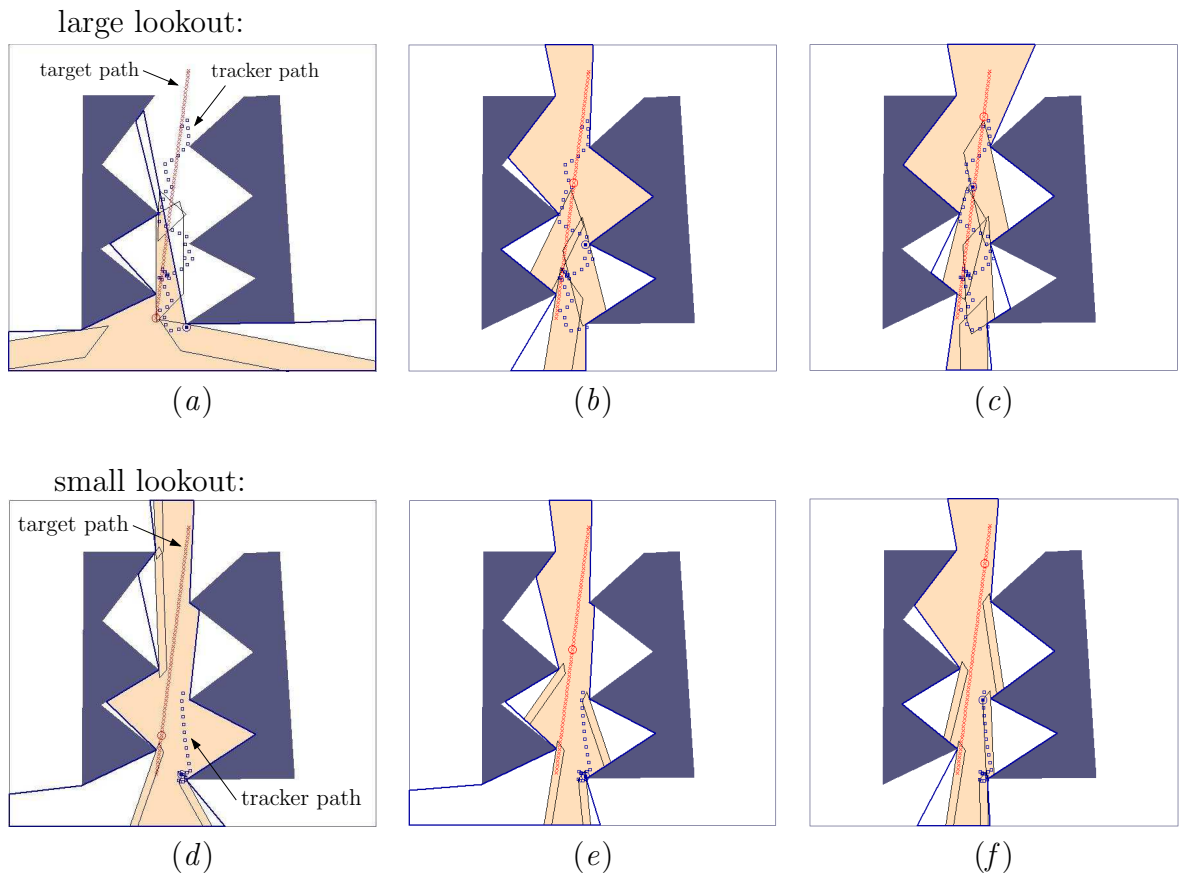 large lookout:
target path
tracker path
(a)
(b)
(c)
small lookout:
target path
tracker path
(d)
(e)
(f)